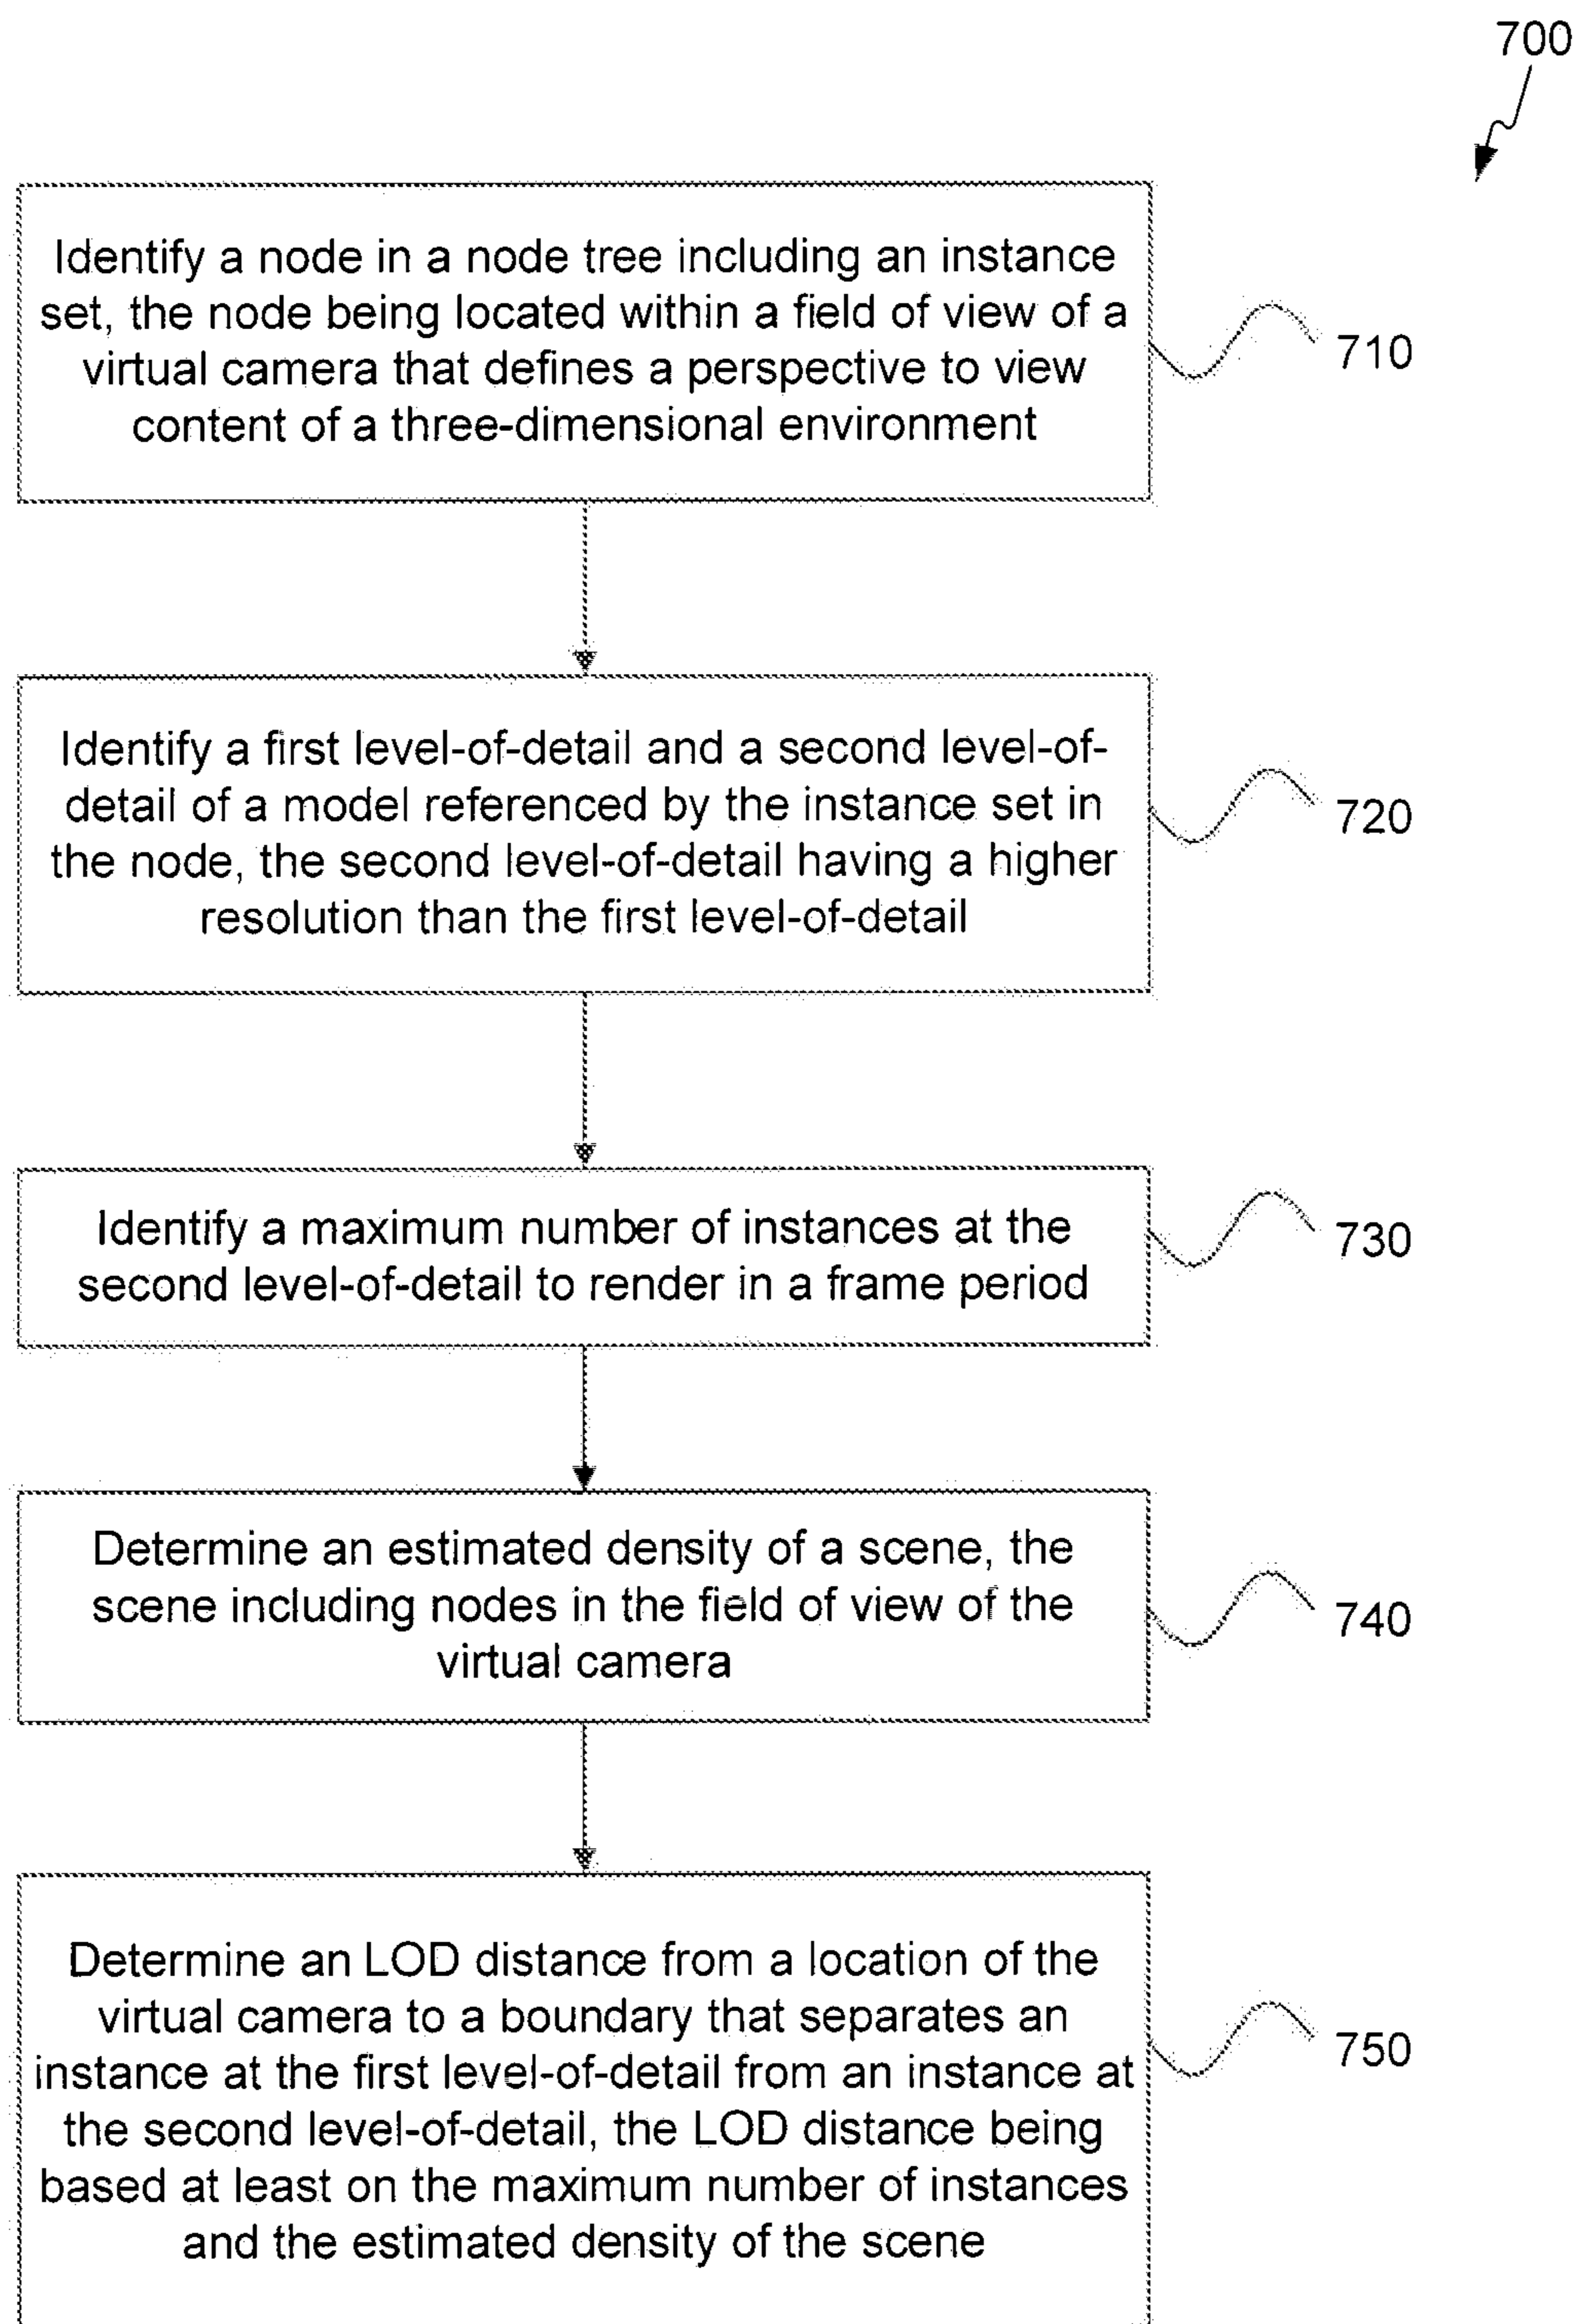 700
Identify a node in a node tree including an instance
set, the node being located within a field of view of a
virtual camera that defines a perspective to view
content of a three-dimensional environment
710
Identify a first level-of-detail and a second level-of-
detail of a model referenced by the instance set in
the node, the second level-of-detail having a higher
resolution than the first level-of-detail
720
Identify a maximum number of instances at the
second level-of-detail to render in a frame period
730
Determine an estimated density of a scene, the
scene including nodes in the field of view of the
virtual camera
740
Determine an LOD distance from a location of the
virtual camera to a boundary that separates an
instance at the first level-of-detail from an instance at
the second level-of-detail, the LOD distance being
based at least on the maximum number of instances
and the estimated density of the scene
750